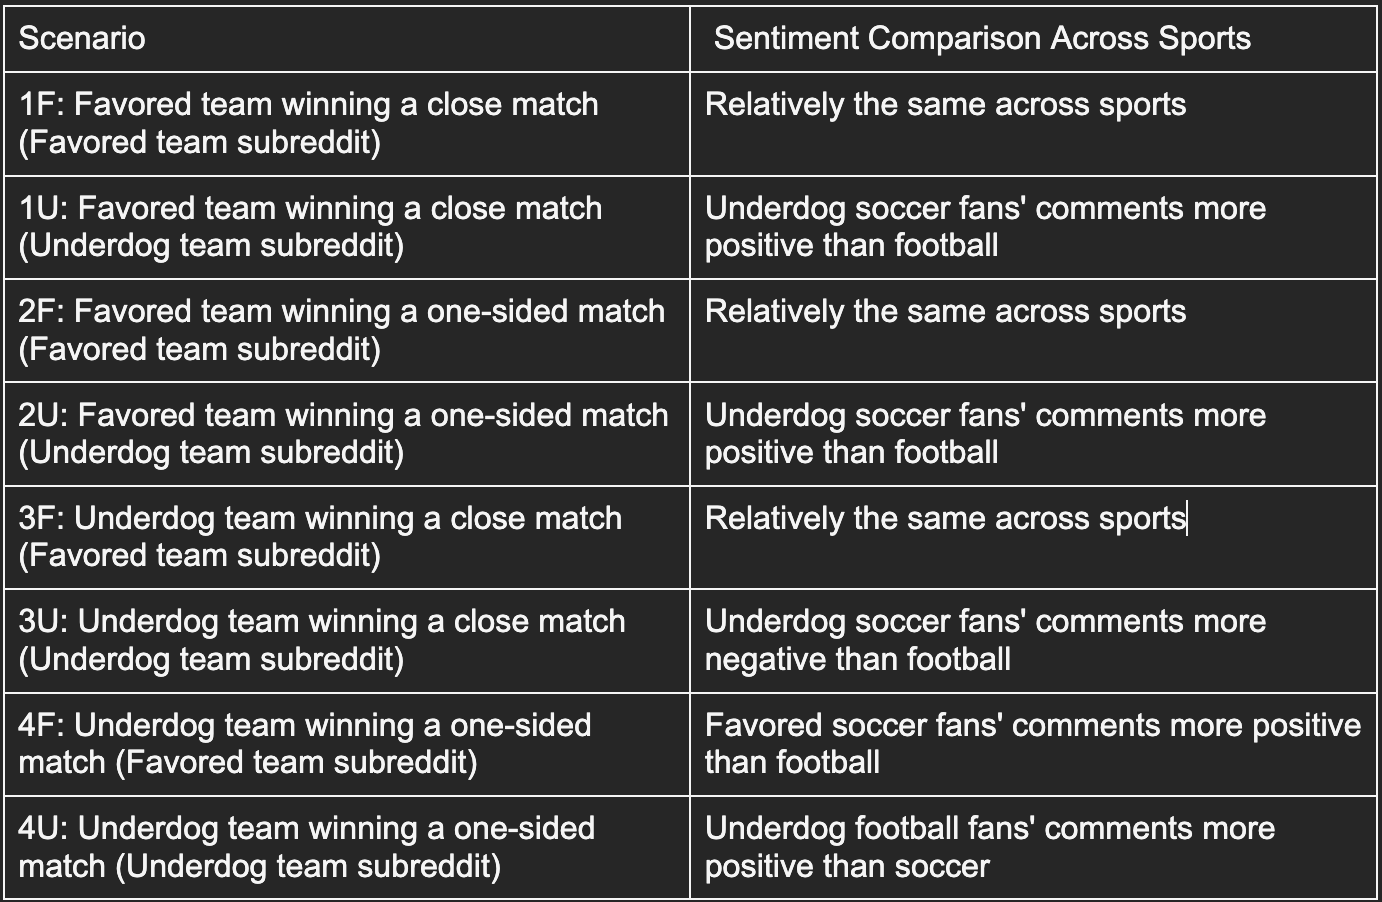 Scenario
Sentiment Comparison Across Sports
1F: Favored team winning a close match
(Favored team subreddit)
Relatively the same across sports
1U: Favored team winning a close match
(Underdog team subreddit)
Underdog soccer fans' comments more
positive than football
2F: Favored team winning a one-sided match
(Favored team subreddit)
Relatively the same across sports
2U: Favored team winning a one-sided match
(Underdog team subreddit)
Underdog soccer fans' comments more
positive than football
3F: Underdog team winning a close match
(Favored team subreddit)
Relatively the same across sports
3U: Underdog team winning a close match
(Underdog team subreddit)
Underdog soccer fans' comments more
negative than football
4F: Underdog team winning a one-sided
match (Favored team subreddit)
Favored soccer fans' comments more positive
than football
4U: Underdog team winning a one-sided
match (Underdog team subreddit)
Underdog football fans' comments more
positive than soccer